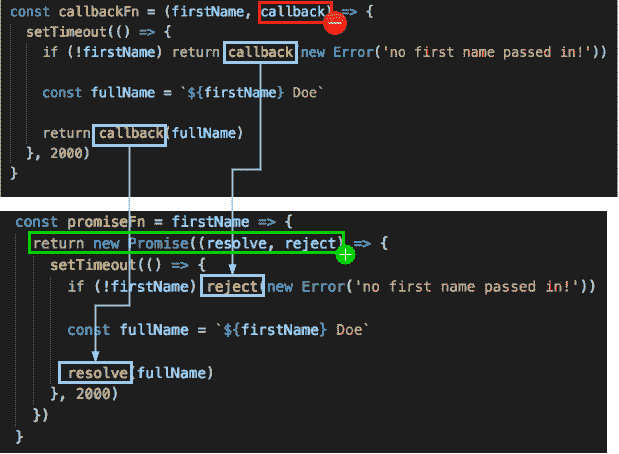 const callbackFn = (firstName, callback) => {
setTimeout(() => {
if (!firstName) return callback(new Error('no first name passed in!'))
const fullName = `${firstName} Doe`
return callback(fullName)
}, 2000)
}
const promiseFn = firstName => {
return new Promise((resolve, reject) => {
setTimeout(() => {
if (!firstName) reject(new Error('no first name passed in!'))
const fullName = `${firstName} Doe`
resolve(fullName)
}, 2000)
})
}